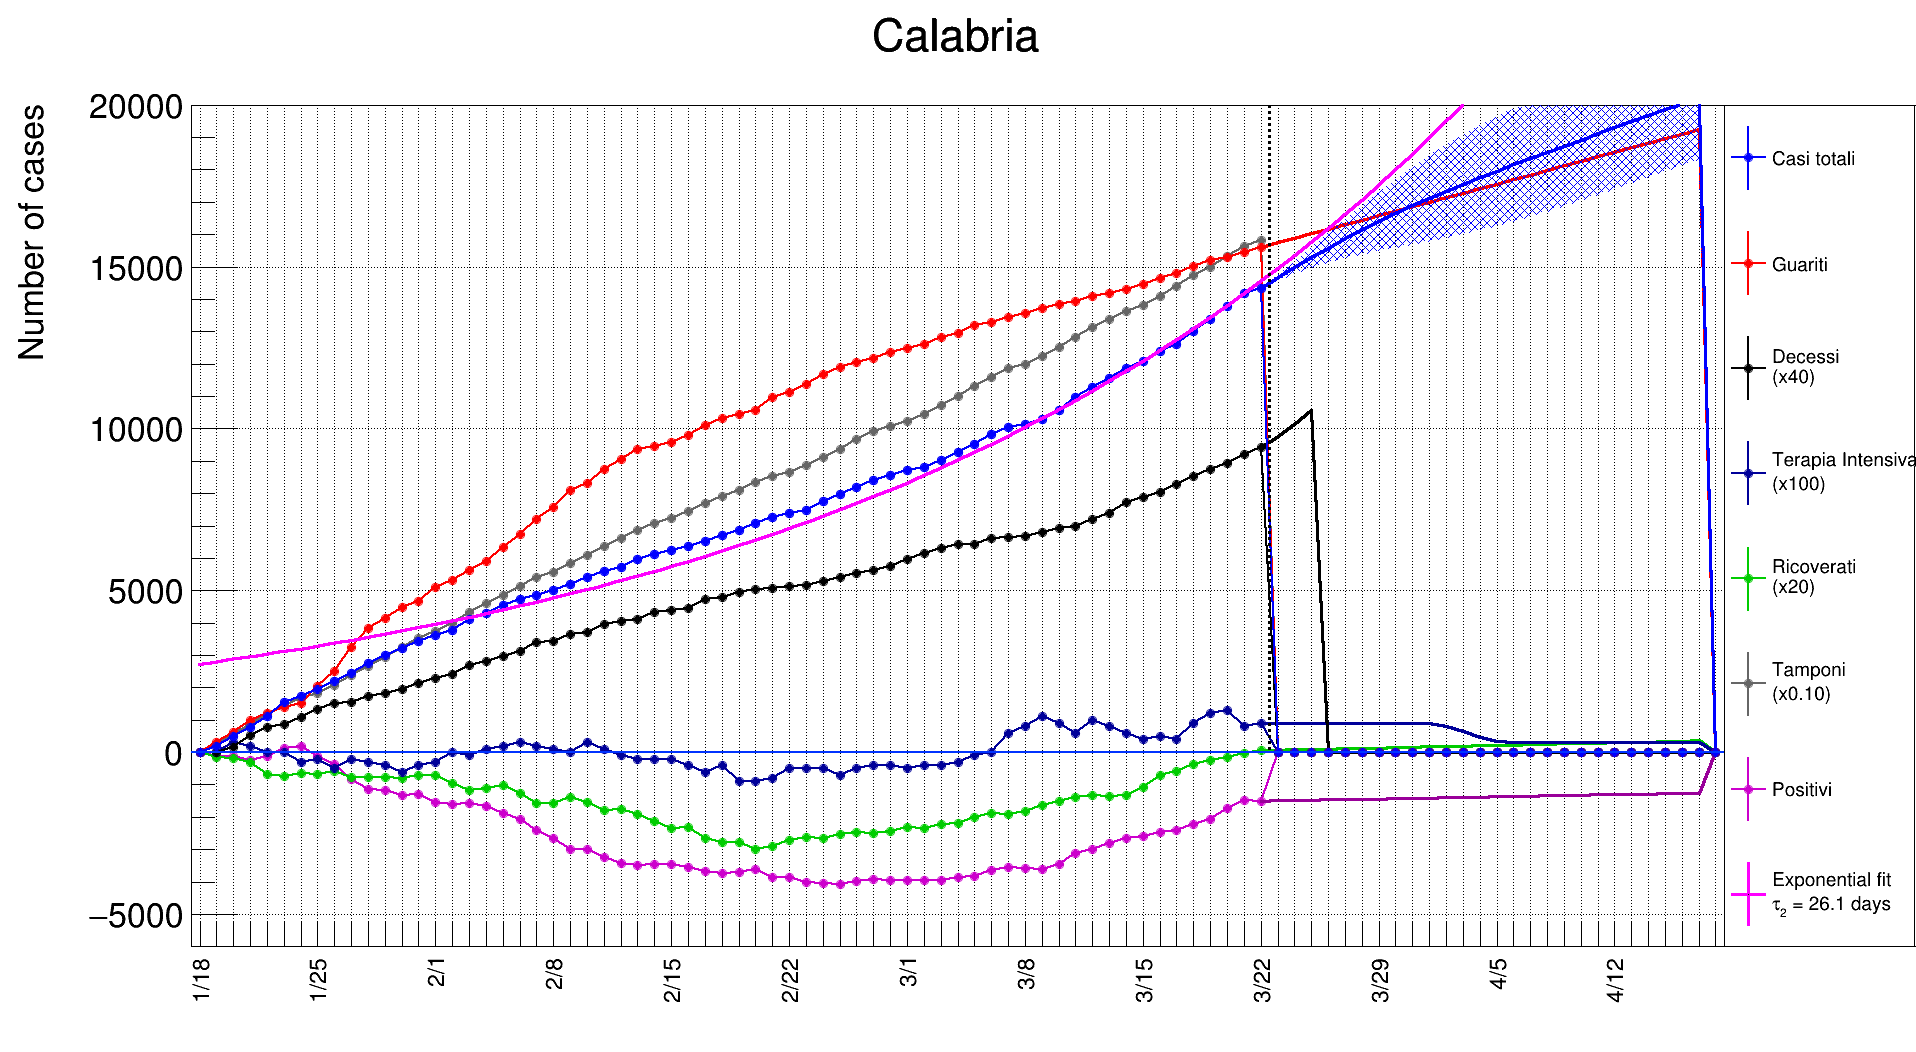 Calabria
Number of cases
20000
15000
10000
5000
0
−5000
1/18
1/25
2/1
2/8
2/15
2/22
3/1
3/8
3/15
3/22
3/29
4/5
4/12
Casi totali
Guariti
Decessi
(x40)
Terapia Intensiva
(x100)
Ricoverati
(x20)
Tamponi
(x0.10)
Positivi
Exponential fit
τ2 = 26.1 days